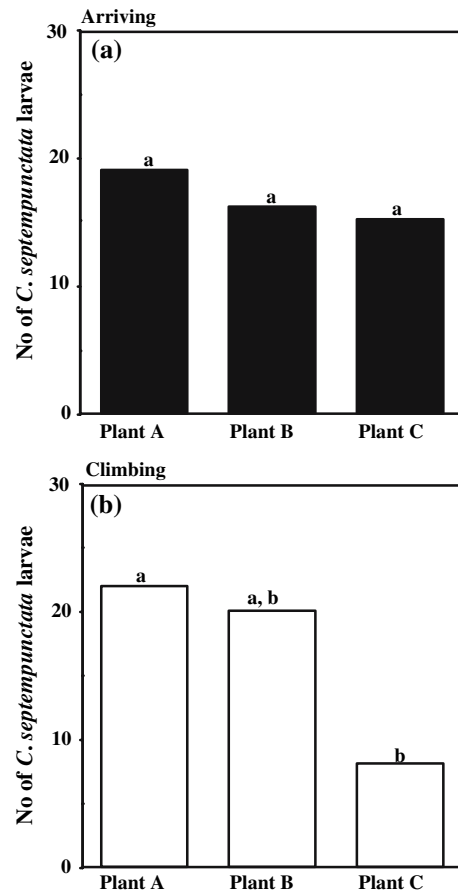 Arriving
30
(a)
a
20
a
a
10
0
No of C. septempunctata larvae
Plant A Plant B Plant C
Climbing
30
(b)
a
a, b
20
10
b
0
No of C. septempunctata larvae
Plant A Plant B Plant C